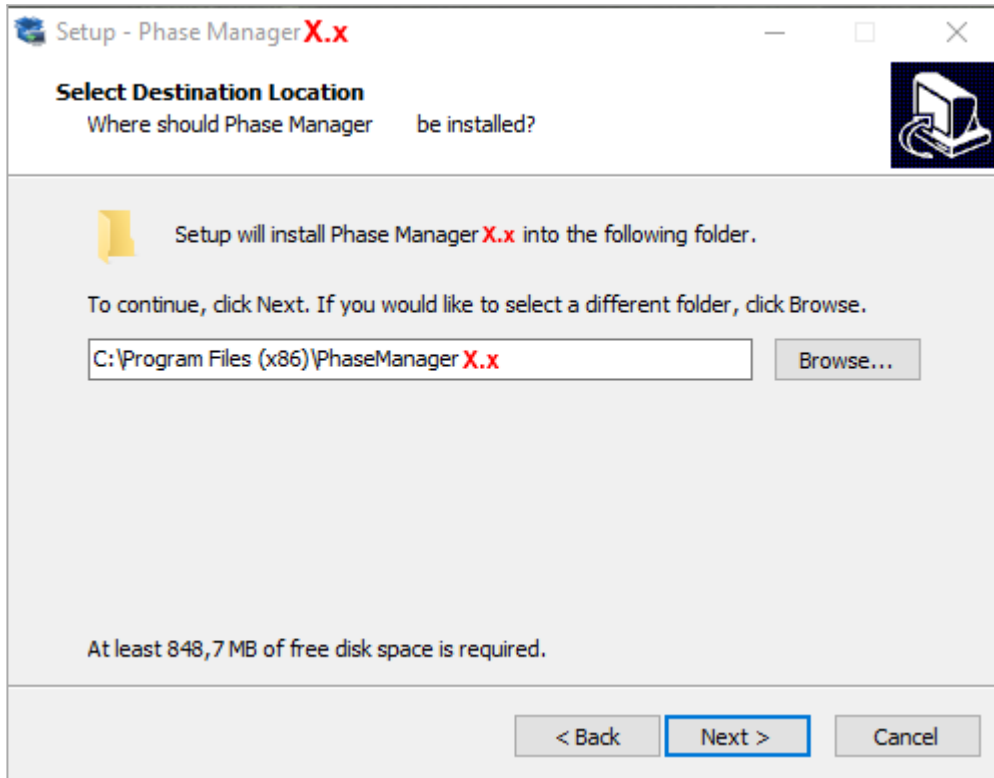 Setup - Phase Manager X.x
Select Destination Location
Where should Phase Manager be installed?
Setup will install Phase Manager X.x into the following folder.
To continue, click Next. If you would like to select a different folder, click Browse.
C:\Program Files (x86)\PhaseManager X.x
Browse...
At least 848,7 MB of free disk space is required.
< Back
Next >
Cancel